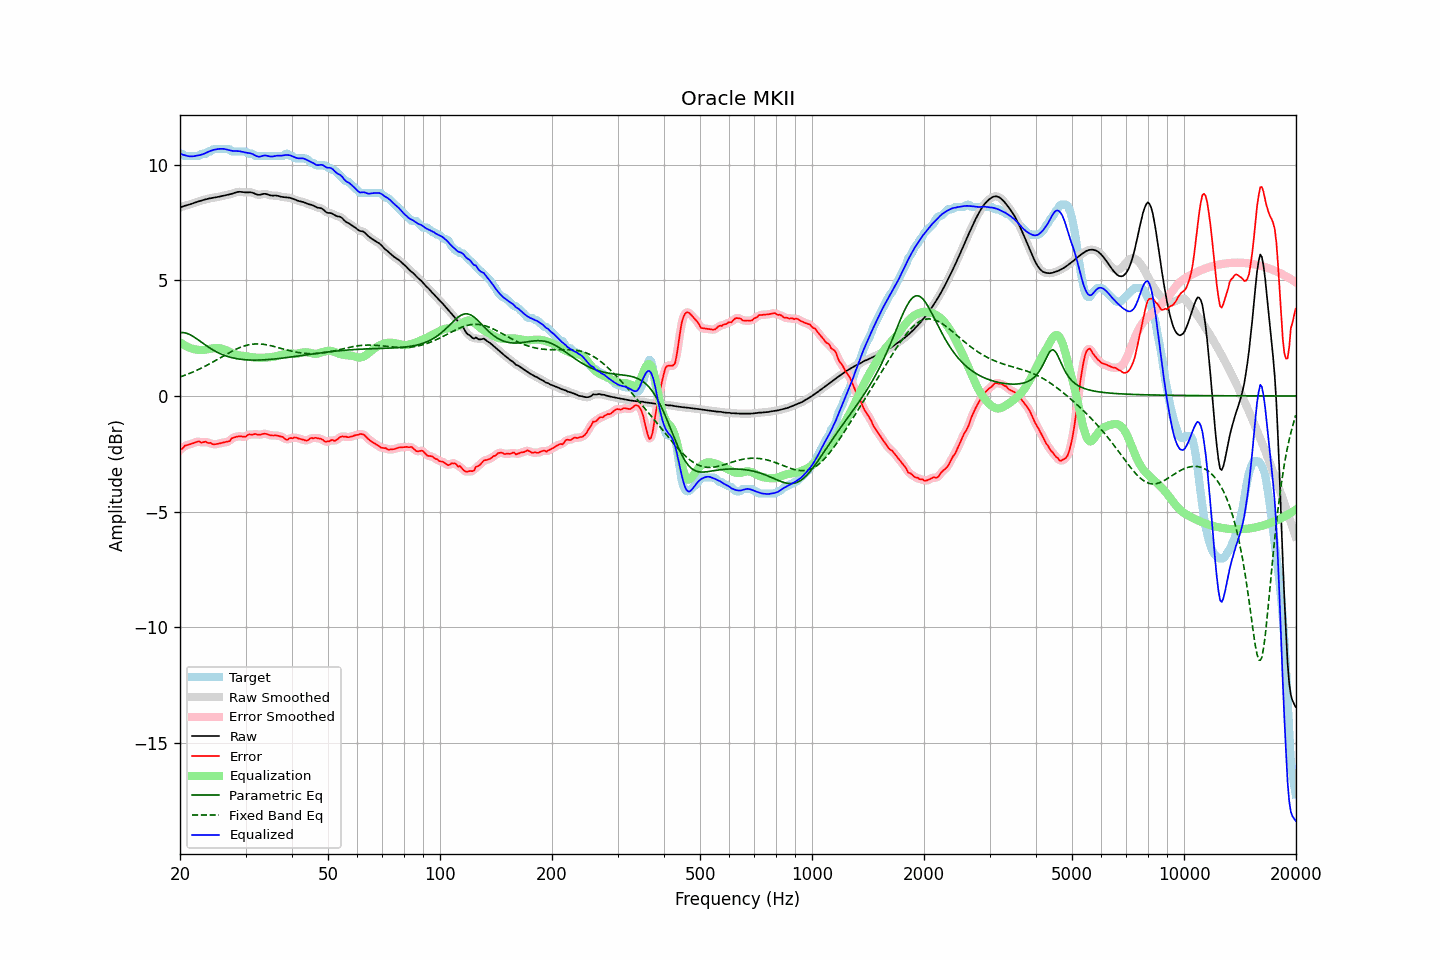 Oracle MKII
10
5
0
−5
−10
−15
Amplitude (dBr)
Target
Raw Smoothed
Error Smoothed
Raw
Error
Equalization
Parametric Eq
Fixed Band Eq
Equalized
20 50 100 200 500 1000 2000 5000 10000 20000
Frequency (Hz)